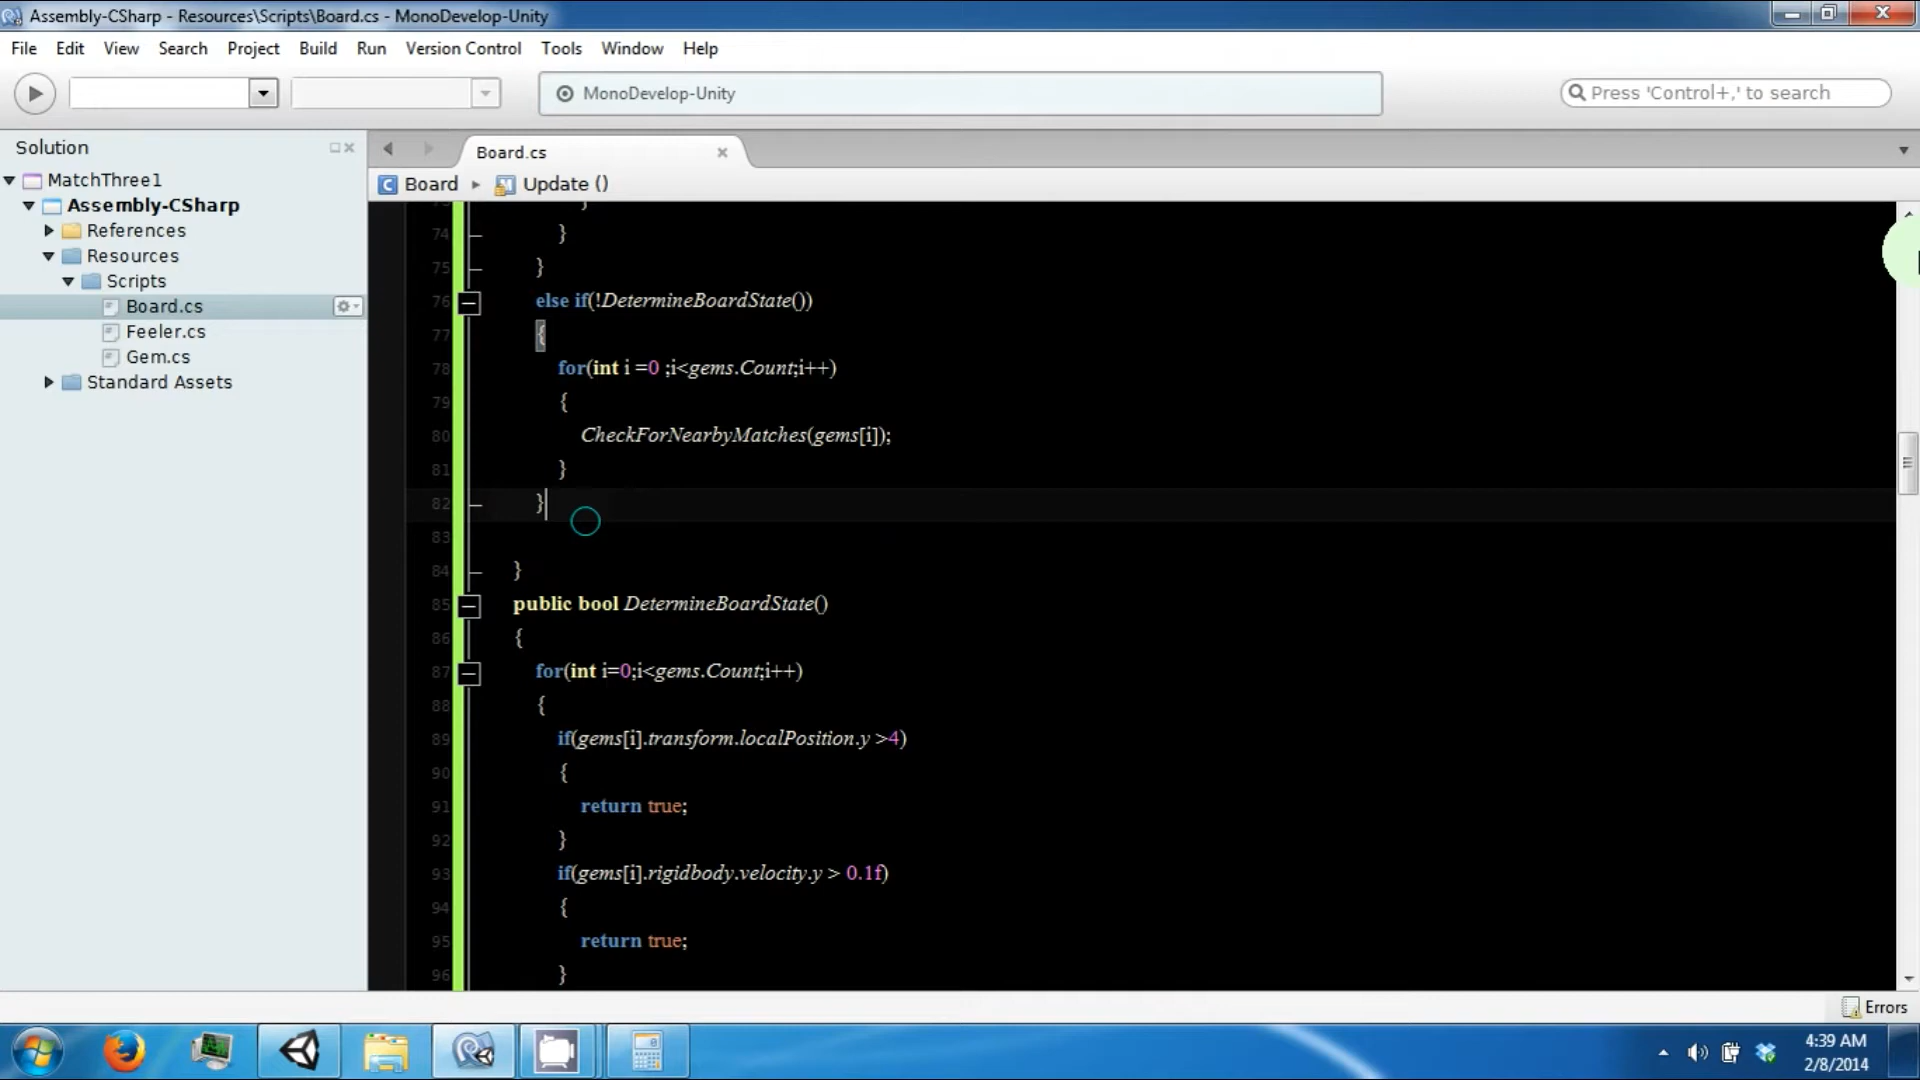 Assembly-CSharp - Resources\Scripts\Board.cs - MonoDevelop-Unity
File Edit View Search Project Build Run Version Control Tools Window Help
MonoDevelop-Unity
Press 'Control+,' to search
Solution
Board.cs
Board Update ()
MatchThree1
Assembly-CSharp
References
Resources
Scripts
Board.cs
Feeler.cs
Gem.cs
Standard Assets
}
74 }
75 }
76 else if(!DetermineBoardState())
77 {
78 for(int i =0 ;i<gems.Count;i++)
79 {
80 CheckForNearbyMatches(gems[i]);
81 }
82 }
83
84 }
85 public bool DetermineBoardState()
86 {
87 for(int i=0;i<gems.Count;i++)
88 {
89 if(gems[i].transform.localPosition.y >4)
90 {
91 return true;
92 }
93 if(gems[i].rigidbody.velocity.y > 0.1f)
94 {
95 return true;
96 }
Errors
4:39 AM
2/8/2014